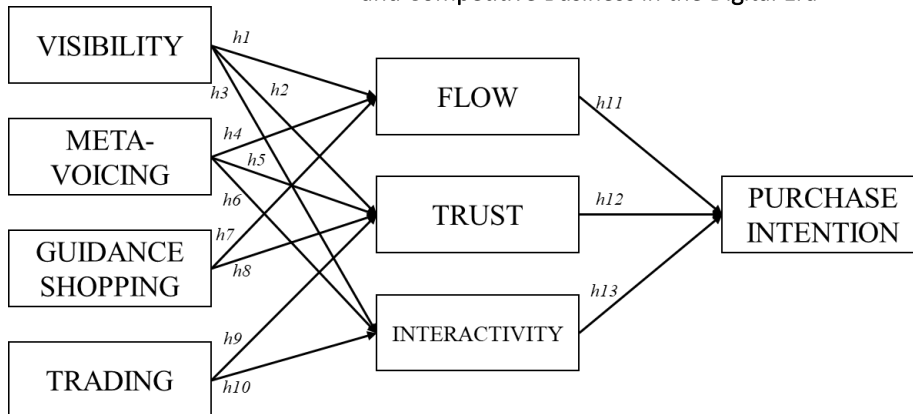 VISIBILITY
META-
VOICING
GUIDANCE
SHOPPING
TRADING
h1
h2
h3
h4
h5
h6
h7
h8
h9
h10
FLOW
TRUST
INTERACTIVITY
h11
h12
h13
PURCHASE
INTENTION